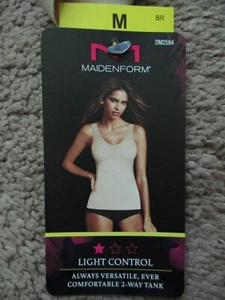 M
BR
DM2584
MAIDENFORM®
LIGHT CONTROL
ALWAYS VERSATILE, EVER
COMFORTABLE 2-WAY TANK